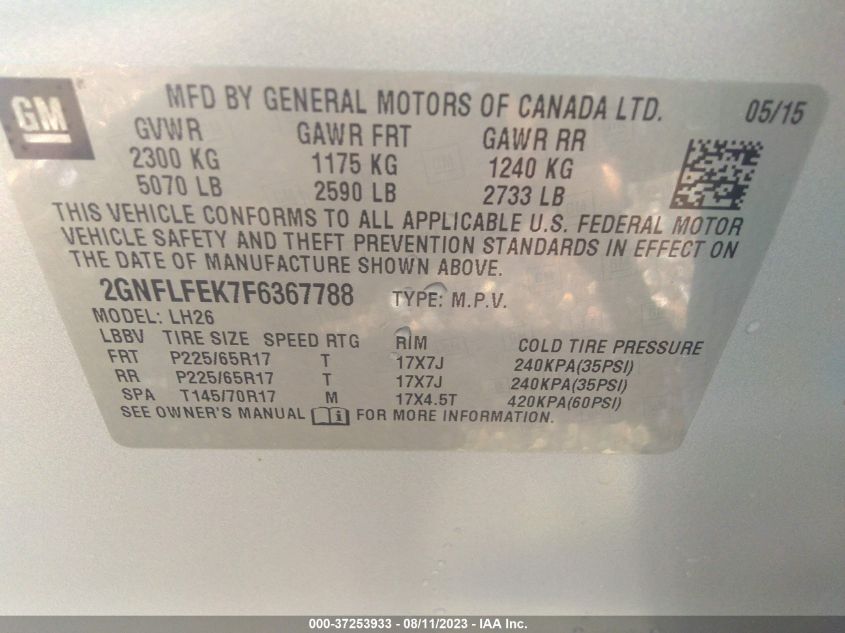 GM
MFD BY GENERAL MOTORS OF CANADA LTD. 05/15
GVWR GAWR FRT GAWR RR
2300 KG 1175 KG 1240 KG
5070 LB 2590 LB 2733 LB
THIS VEHICLE CONFORMS TO ALL APPLICABLE U.S. FEDERAL MOTOR
VEHICLE SAFETY AND THEFT PREVENTION STANDARDS IN EFFECT ON
THE DATE OF MANUFACTURE SHOWN ABOVE.
2GNFLFEK7F6367788 TYPE: M.P.V.
MODEL: LH26
LBBV TIRE SIZE SPEED RTG RIM COLD TIRE PRESSURE
FRT P225/65R17 T 17X7J 240KPA(35PSI)
RR P225/65R17 T 17X7J 240KPA(35PSI)
SPA T145/70R17 M 17X4.5T 420KPA(60PSI)
SEE OWNER'S MANUAL FOR MORE INFORMATION.
000-37253933 - 08/11/2023 - IAA Inc.